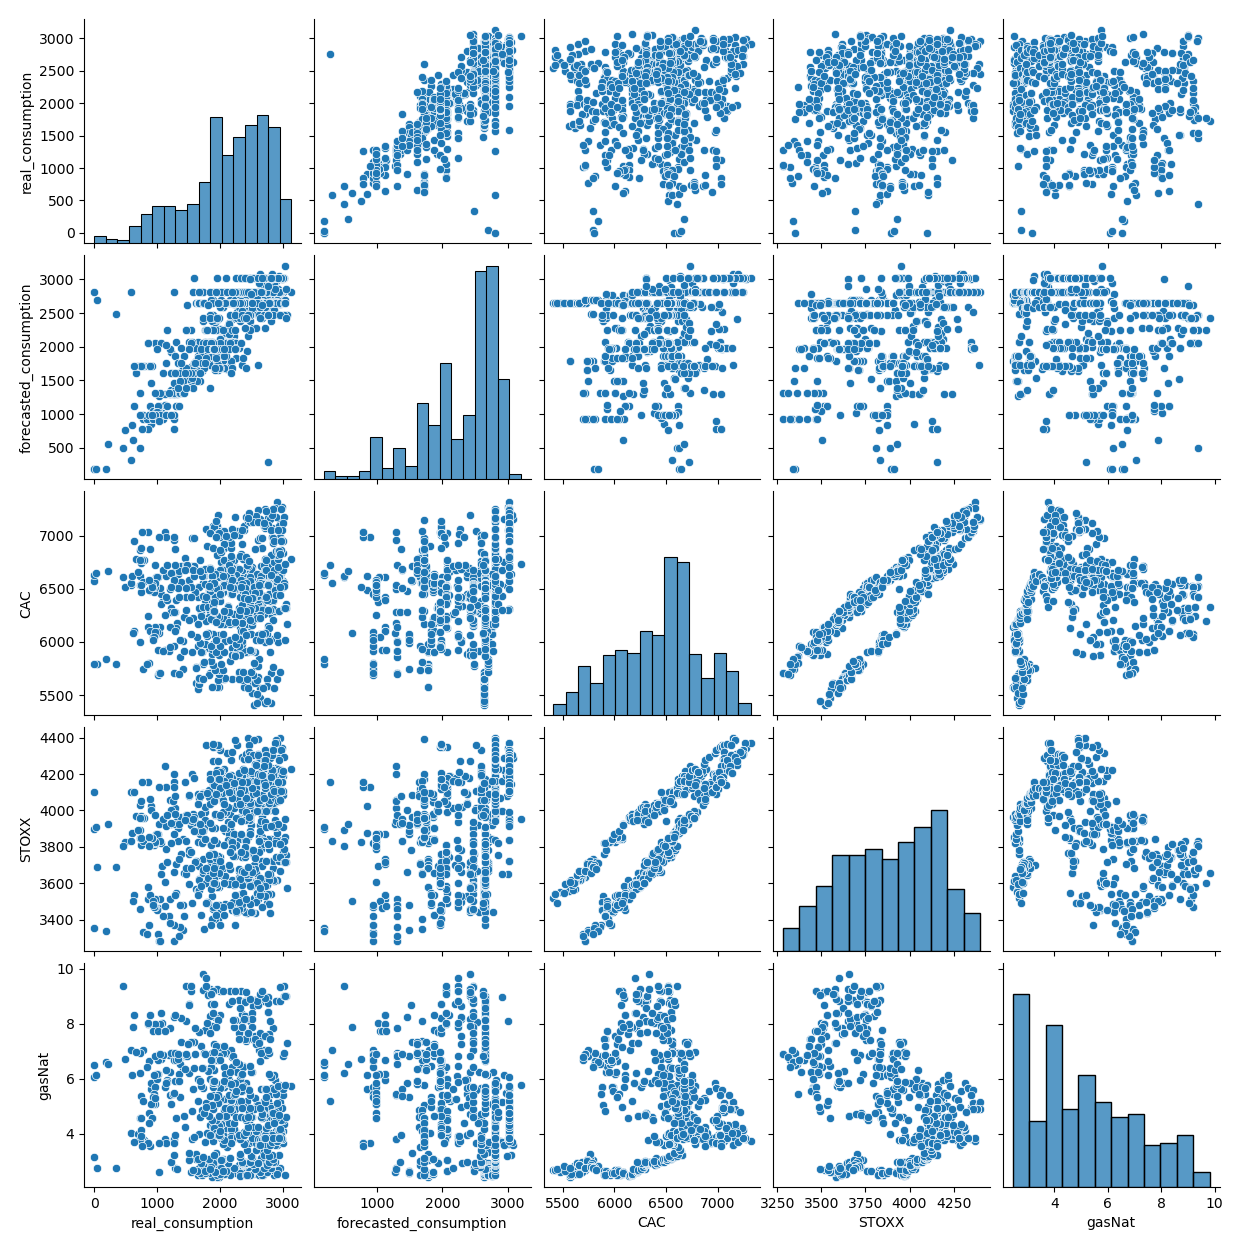 3000
2500
2000
1500
1000
500
0
real_consumption
3000
2500
2000
1500
1000
500
forecasted_consumption
7000
6500
6000
5500
CAC
4400
4200
4000
3800
3600
3400
STOXX
10
8
6
4
gasNat
0 1000 2000 3000
real_consumption
1000 2000 3000
forecasted_consumption
5500 6000 6500 7000
CAC
3250 3500 3750 4000 4250
STOXX
4 6 8 10
gasNat